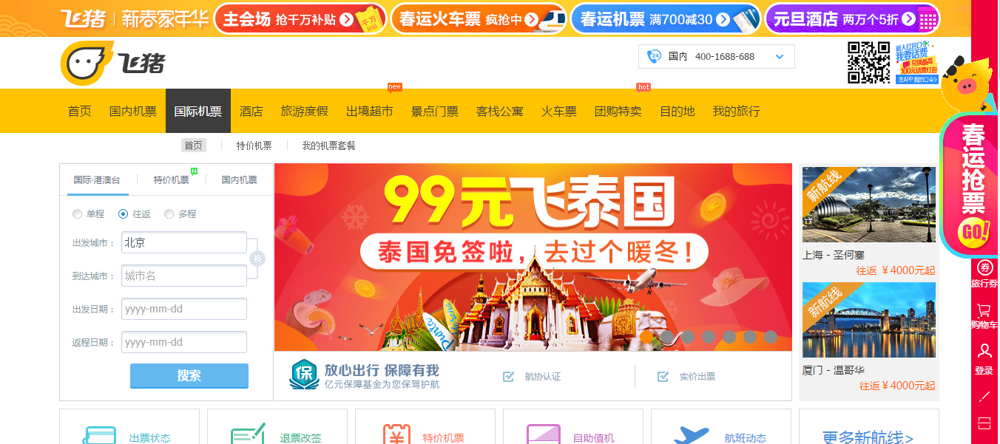 飞猪 新春家年华 主会场 抢千万补贴 千万补贴 春运火车票 疯抢中 春运机票 满700减30 元旦酒店 两万个5折
飞猪
24 国内 400-1688-688
新人红包口令:
我要话费
兑换最高
100元话费红包
去APP我的口令>
new hot
首页 国内机票 国际机票 酒店 旅游度假 出境超市 景点门票 客栈公寓 火车票 团购特卖 目的地 我的旅行
首页 特价机票 我的机票套餐
国际·港澳台 特价机票 N 国内机票
单程 往返 多程
出发城市： 北京
换
到达城市： 城市名
出发日期： yyyy-mm-dd
返程日期： yyyy-mm-dd
搜索
99元飞泰国
泰国免签啦，去过个暖冬！
保 放心出行 保障有我
亿元保障基金为您保驾护航
航协认证 实价出票
新航线
上海 - 圣何塞
往返 ¥4000元起
新航线
厦门 - 温哥华
往返¥4000元起
春运抢票
GO!
券
旅行券
购物车
登录
出票状态 退票改签 特价机票 自助值机 航班动态 更多新航线>